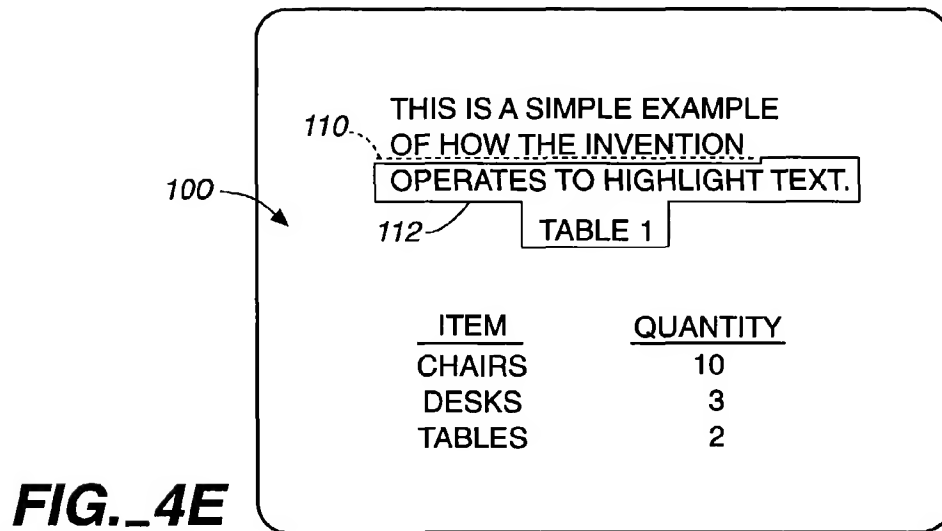 THIS IS A SIMPLE EXAMPLE
110
OF HOW THE INVENTION
100
OPERATES TO HIGHLIGHT TEXT.
112
TABLE 1
ITEM QUANTITY
CHAIRS 10
DESKS 3
TABLES 2
FIG._4E